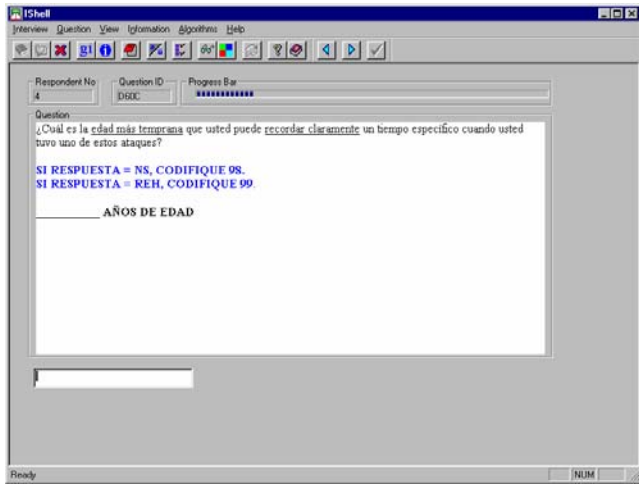 IShell
Interview Question View Information Algorithms Help
Respondent No Question ID Progress Bar
4 D60C
Question
¿Cuál es la edad más temprana que usted puede recordar claramente un tiempo específico cuando usted
tuvo uno de estos ataques?
SI RESPUESTA = NS, CODIFIQUE 98.
SI RESPUESTA = REH, CODIFIQUE 99.
__________ AÑOS DE EDAD
Ready NUM